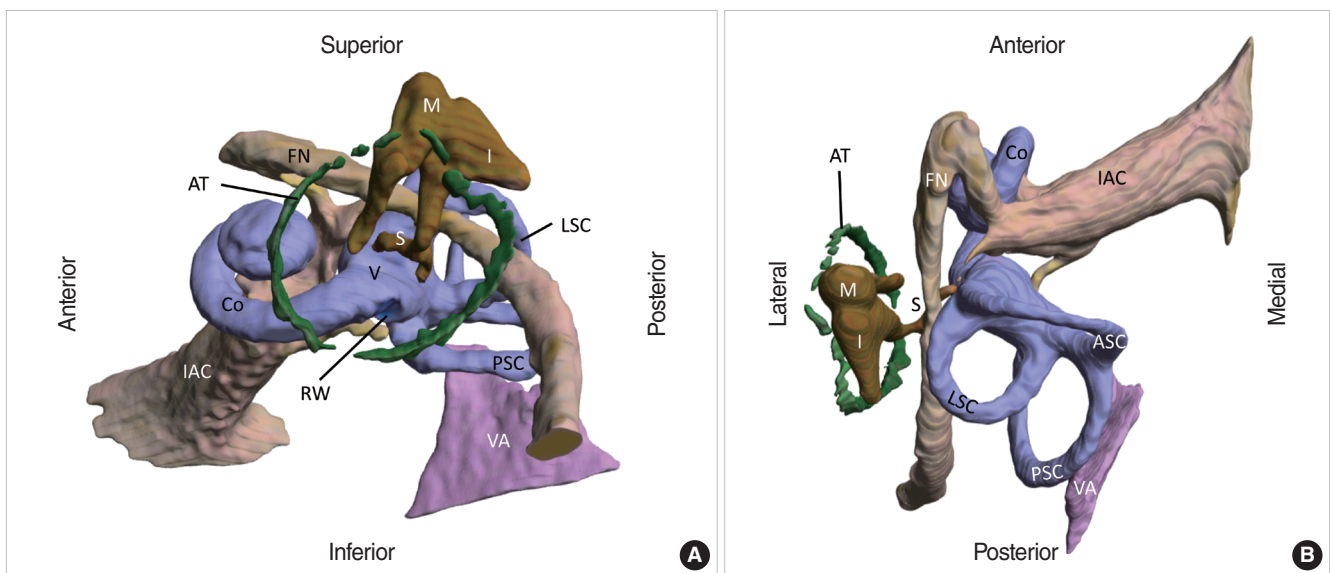 Superior
M
FN
I
AT
LSC
S
V
Anterior
Posterior
Co
IAC
PSC
RW
VA
Inferior
A
Anterior
AT
Co
FN
IAC
Lateral
Medial
M
S
I
ASC
LSC
PSC
VA
Posterior
B